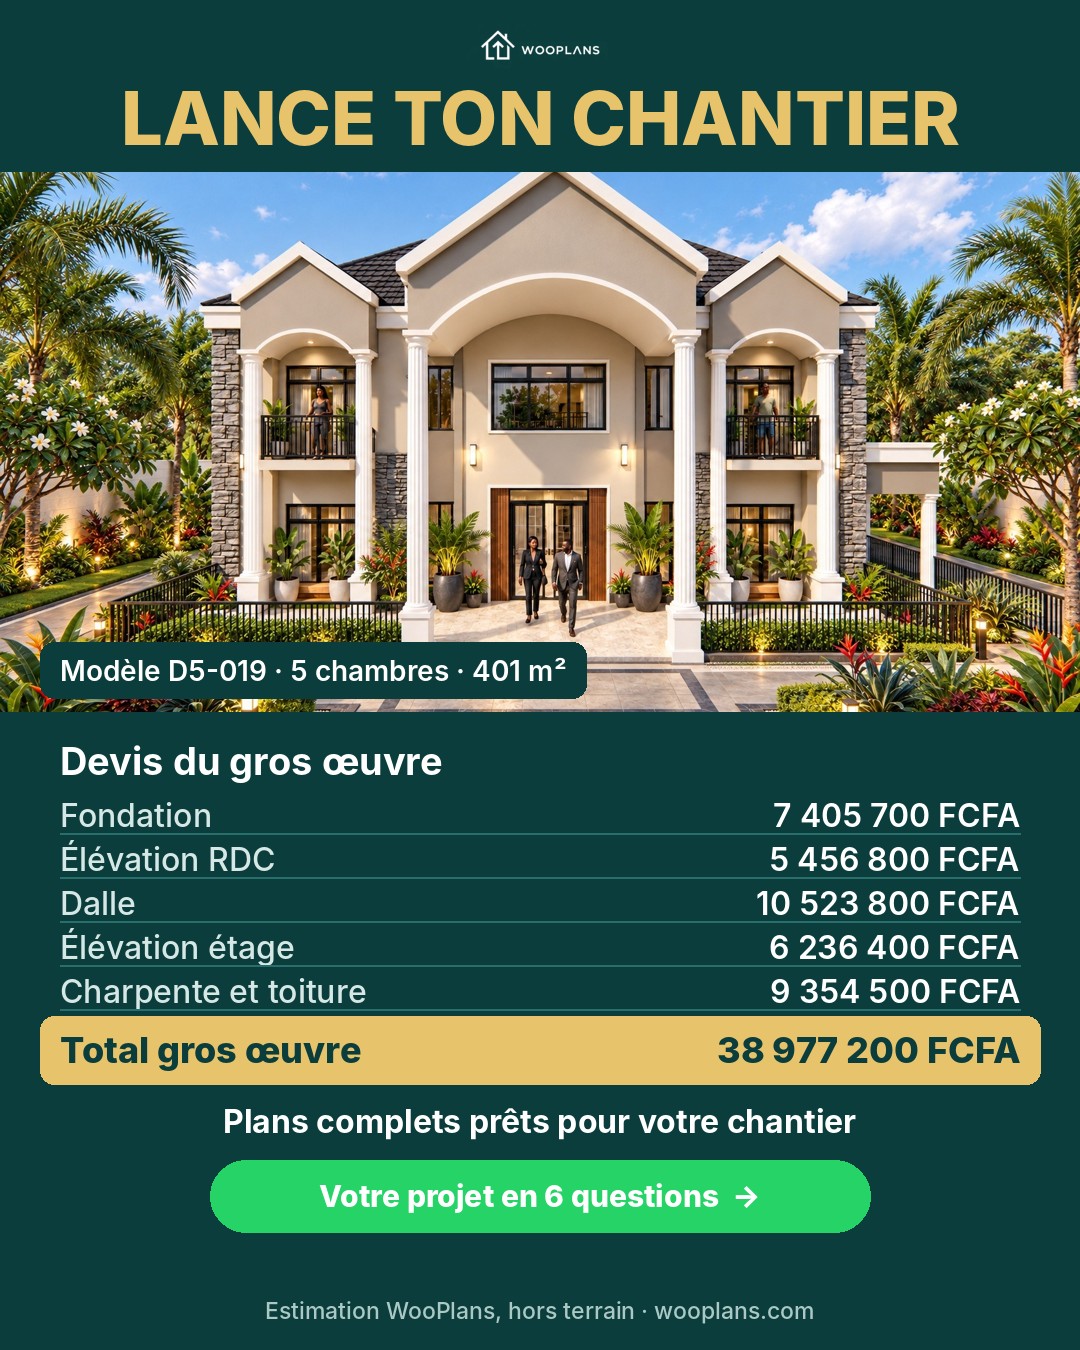 WOOPLANS
LANCE TON CHANTIER
Modèle D5-019 · 5 chambres · 401 m²
Devis du gros œuvre
Fondation 7 405 700 FCFA
Élévation RDC 5 456 800 FCFA
Dalle 10 523 800 FCFA
Élévation étage 6 236 400 FCFA
Charpente et toiture 9 354 500 FCFA
Total gros œuvre 38 977 200 FCFA
Plans complets prêts pour votre chantier
Votre projet en 6 questions →
Estimation WooPlans, hors terrain · wooplans.com